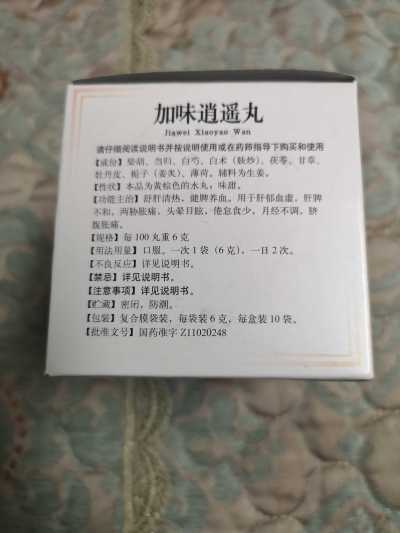 加味逍遥丸
Jiawei Xiaoyao Wan
请仔细阅读说明书并按说明使用或在药师指导下购买和使用
【成份】柴胡、当归、白芍、白术（麸炒）、茯苓、甘草、
牡丹皮、栀子（姜炙）、薄荷。辅料为生姜。
【性状】本品为黄棕色的水丸；味甜。
【功能主治】舒肝清热，健脾养血。用于肝郁血虚，肝脾
不和，两胁胀痛，头晕目眩，倦怠食少，月经不调，脐
腹胀痛。
【规格】每100丸重6克
【用法用量】口服。一次1袋（6克），一日2次。
【不良反应】详见说明书。
【禁忌】详见说明书。
【注意事项】详见说明书。
【贮藏】密闭，防潮。
【包装】复合膜袋装，每袋装6克，每盒装10袋。
【批准文号】国药准字Z11020248